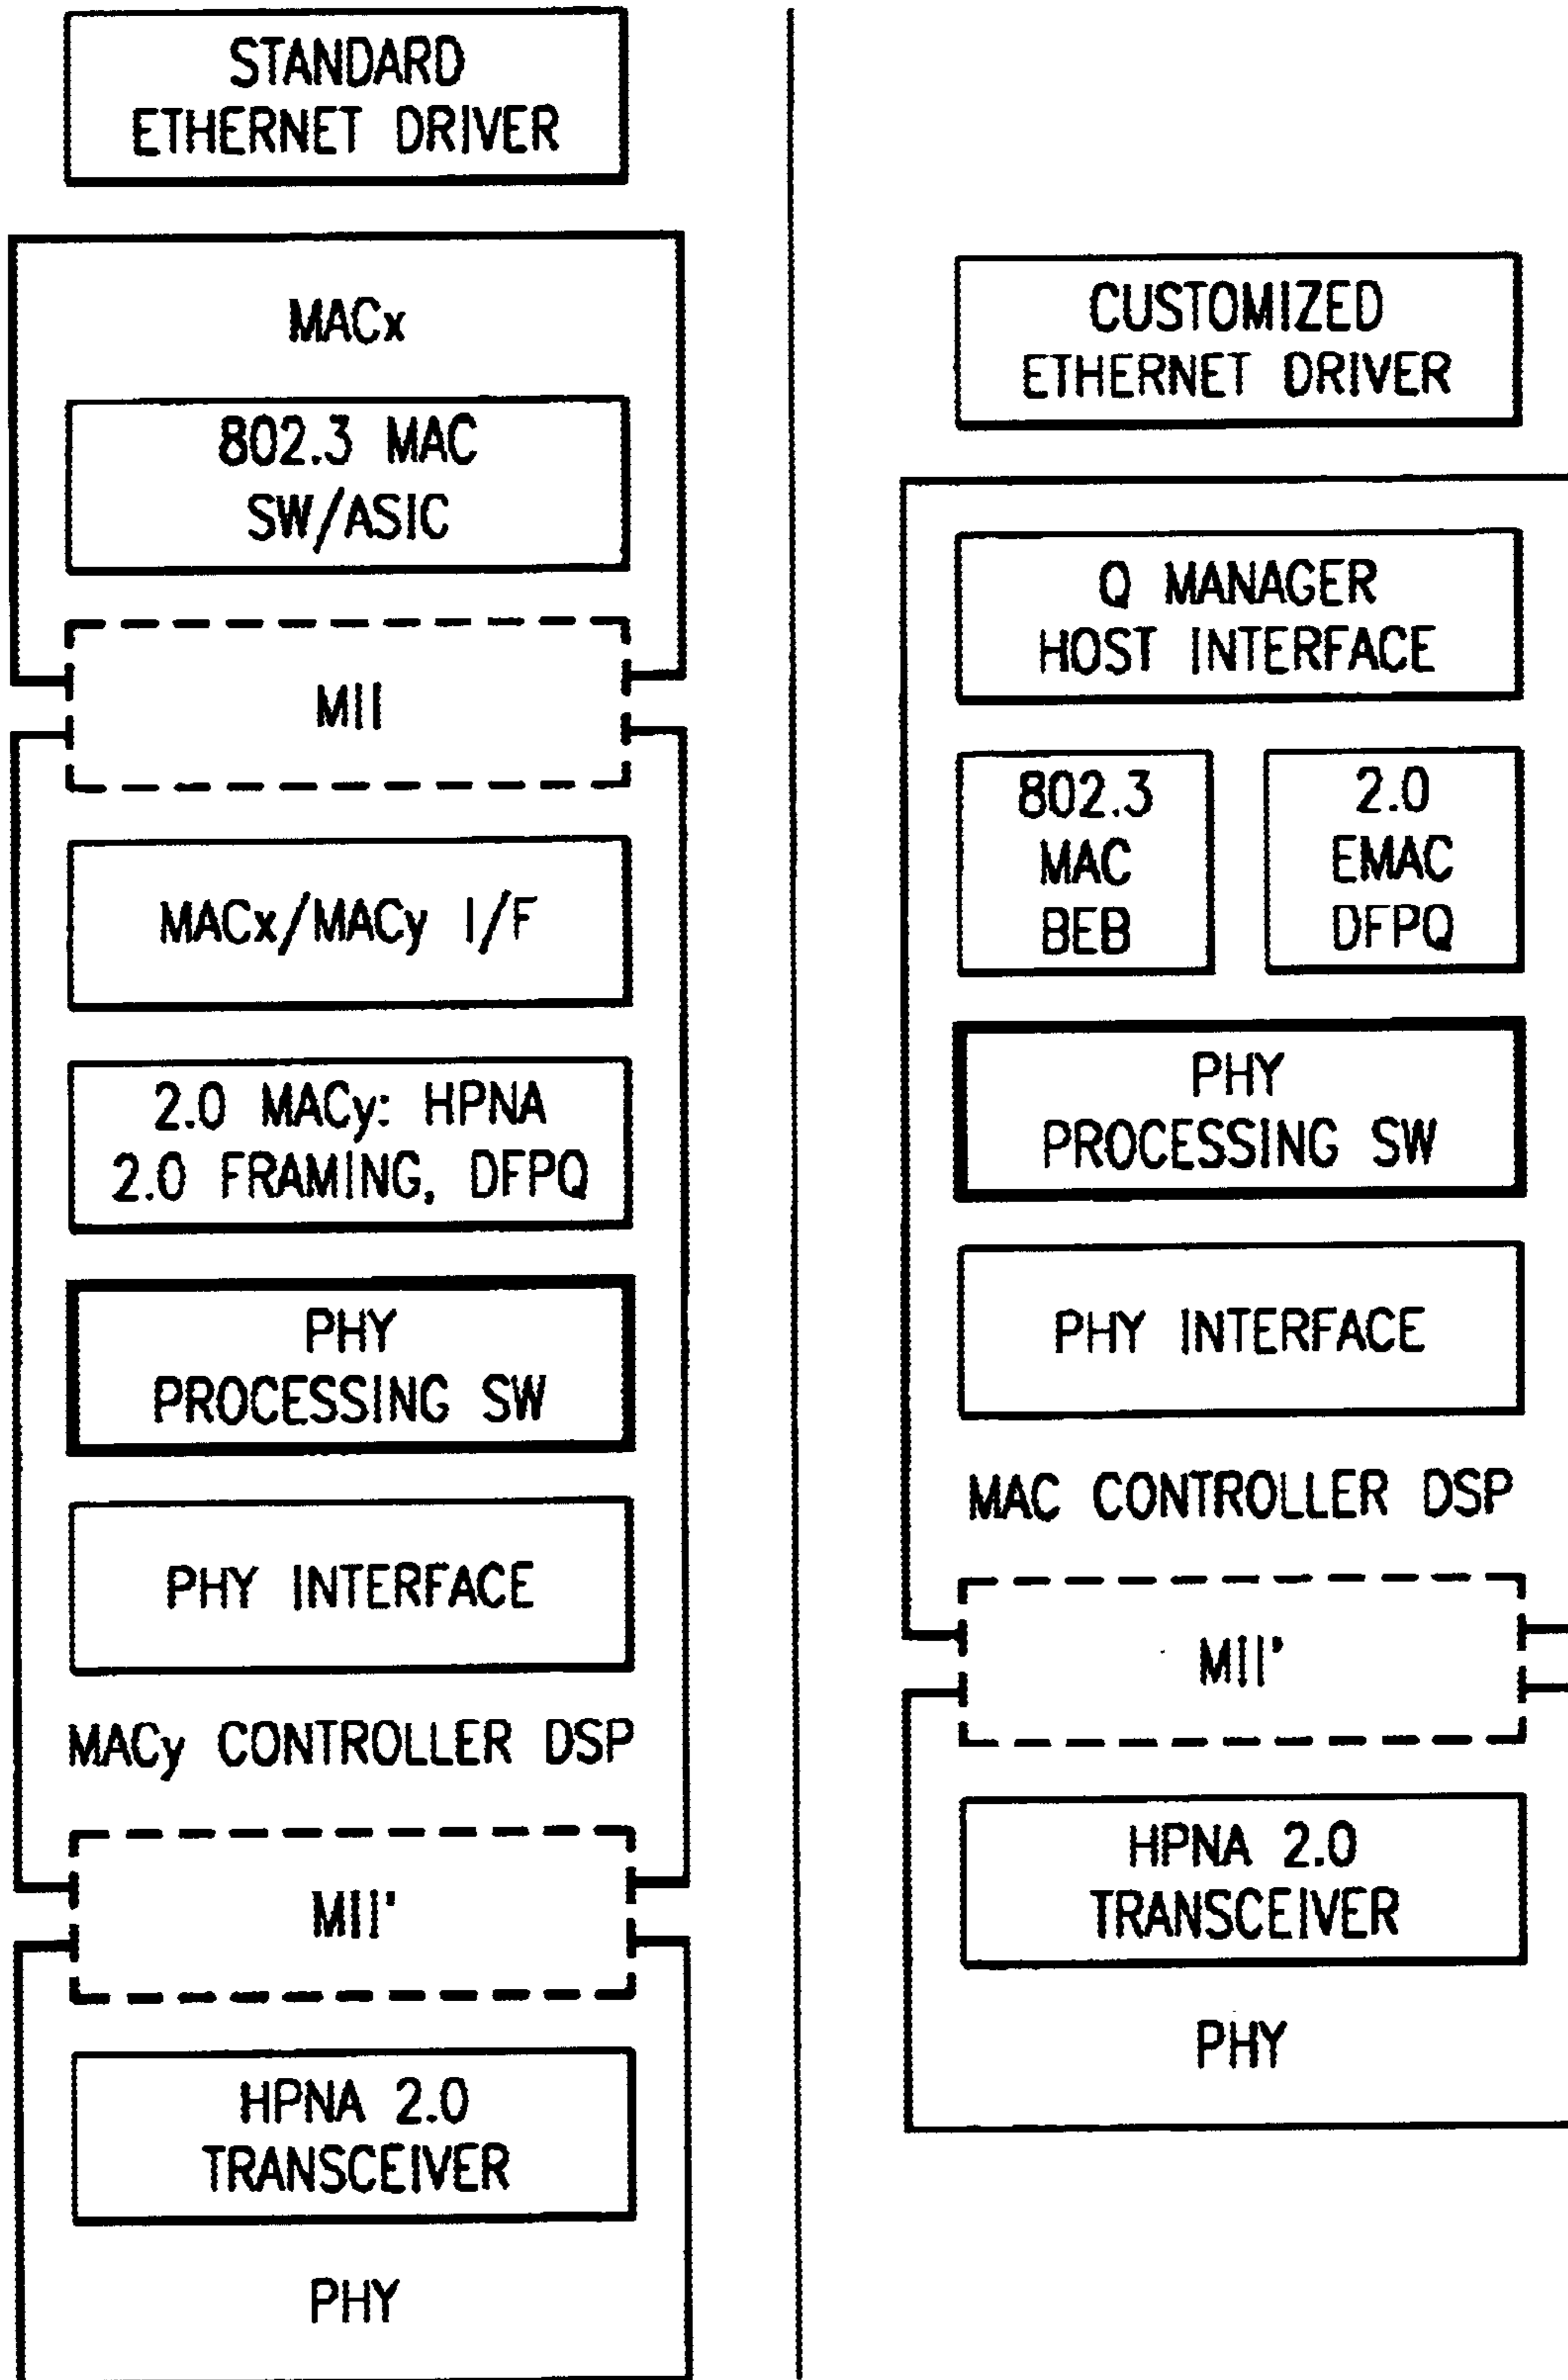 STANDARD
ETHERNET DRIVER
MACx
802.3 MAC
SW/ASIC
MII
MACx/MACy I/F
2.0 MACy: HPNA
2.0 FRAMING, DFPQ
PHY
PROCESSING SW
PHY INTERFACE
MACy CONTROLLER DSP
MII'
HPNA 2.0
TRANSCEIVER
PHY
CUSTOMIZED
ETHERNET DRIVER
Q MANAGER
HOST INTERFACE
802.3
MAC
BEB
2.0
EMAC
DFPQ
PHY
PROCESSING SW
PHY INTERFACE
MAC CONTROLLER DSP
MII'
HPNA 2.0
TRANSCEIVER
PHY